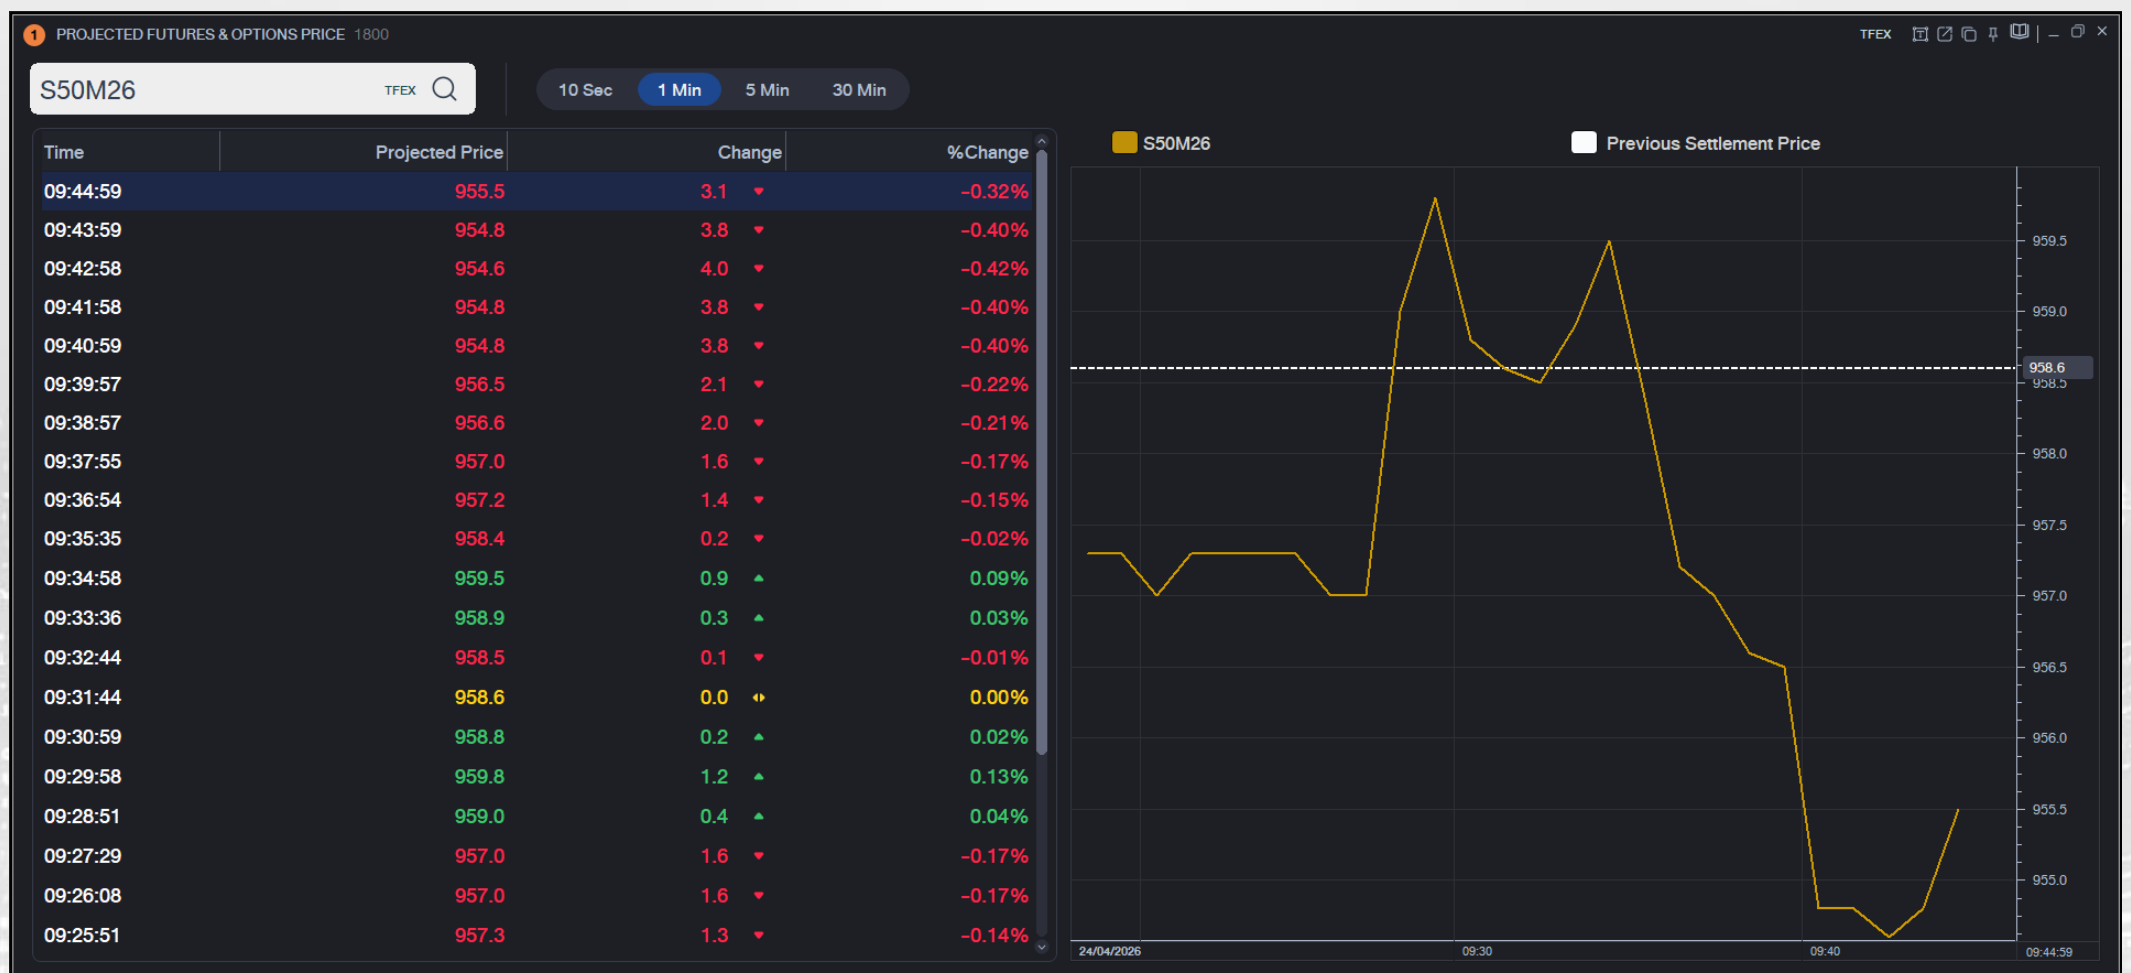 1 PROJECTED FUTURES & OPTIONS PRICE 1800 TFEX
S50M26 TFEX 10 Sec 1 Min 5 Min 30 Min
Time Projected Price Change %Change
09:44:59 955.5 3.1 -0.32%
09:43:59 954.8 3.8 -0.40%
09:42:58 954.6 4.0 -0.42%
09:41:58 954.8 3.8 -0.40%
09:40:59 954.8 3.8 -0.40%
09:39:57 956.5 2.1 -0.22%
09:38:57 956.6 2.0 -0.21%
09:37:55 957.0 1.6 -0.17%
09:36:54 957.2 1.4 -0.15%
09:35:35 958.4 0.2 -0.02%
09:34:58 959.5 0.9 0.09%
09:33:36 958.9 0.3 0.03%
09:32:44 958.5 0.1 -0.01%
09:31:44 958.6 0.0 0.00%
09:30:59 958.8 0.2 0.02%
09:29:58 959.8 1.2 0.13%
09:28:51 959.0 0.4 0.04%
09:27:29 957.0 1.6 -0.17%
09:26:08 957.0 1.6 -0.17%
09:25:51 957.3 1.3 -0.14%
S50M26 Previous Settlement Price
959.5
959.0
958.6
958.5
958.0
957.5
957.0
956.5
956.0
955.5
955.0
24/04/2026 09:30 09:40 09:44:59